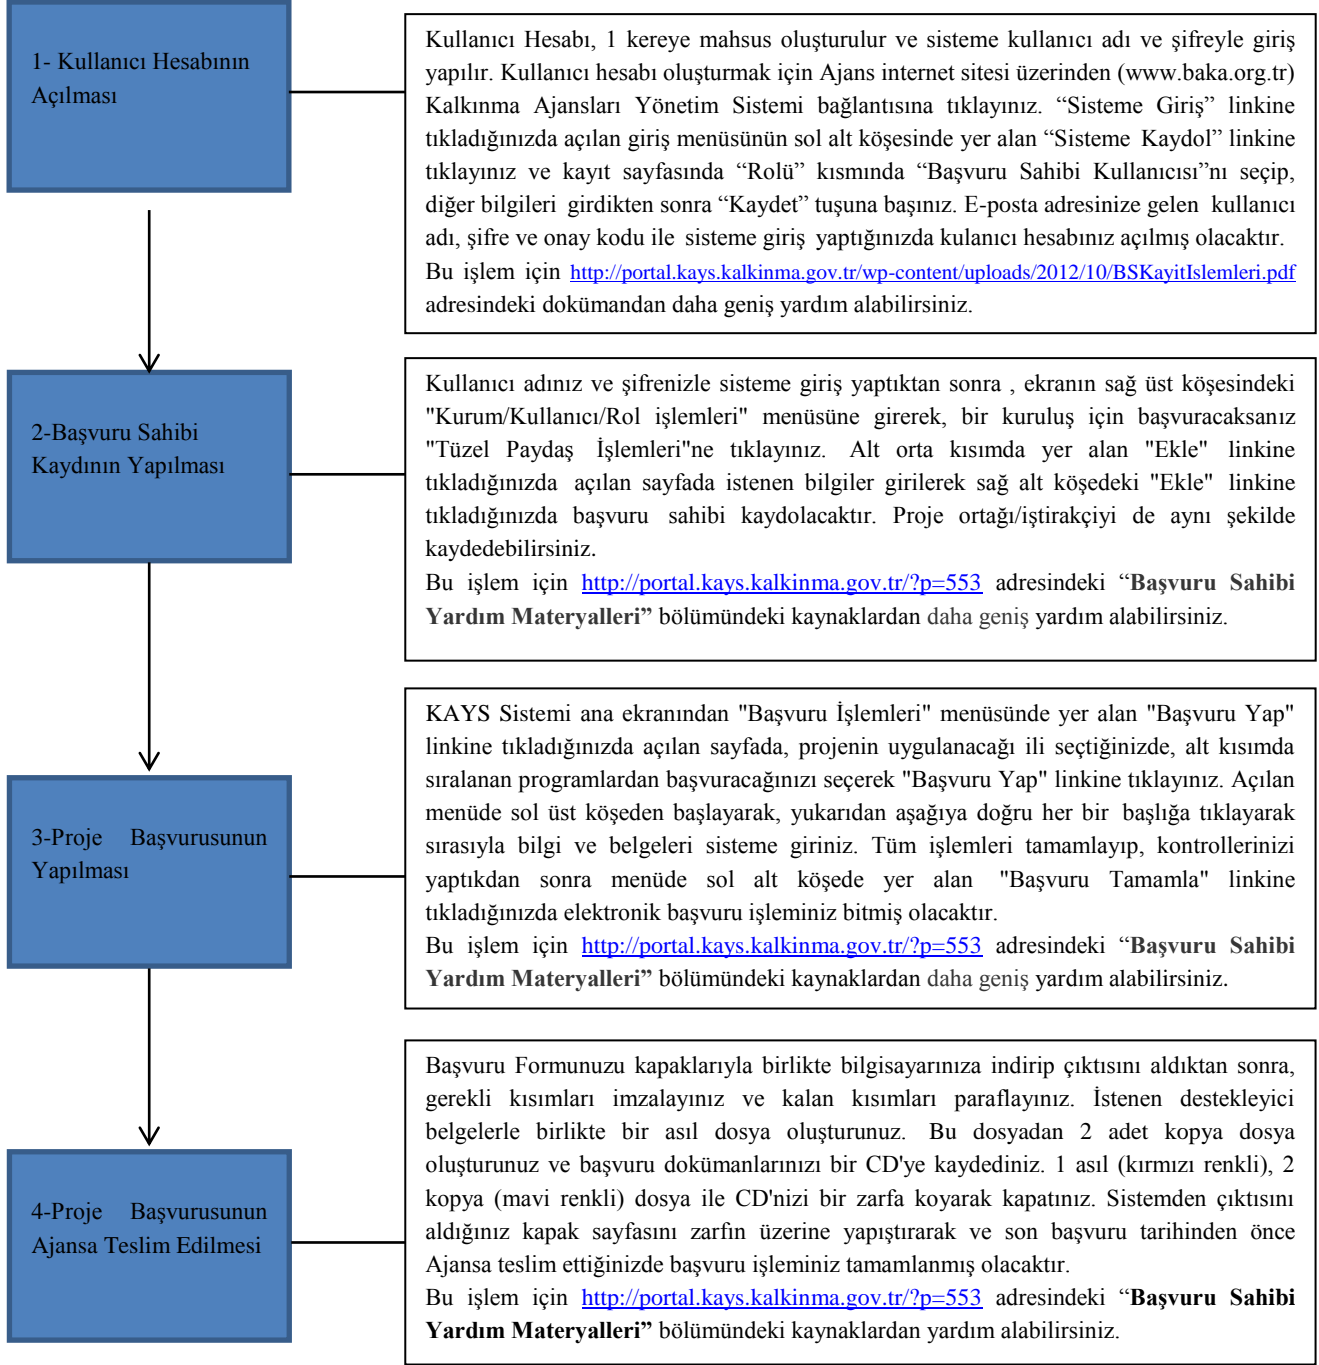 1- Kullanıcı Hesabının
Açılması
Kullanıcı Hesabı, 1 kereye mahsus oluşturulur ve sisteme kullanıcı adı ve şifreyle giriş
yapılır. Kullanıcı hesabı oluşturmak için Ajans internet sitesi üzerinden (www.baka.org.tr)
Kalkınma Ajansları Yönetim Sistemi bağlantısına tıklayınız. “Sisteme Giriş” linkine
tıkladığınızda açılan giriş menüsünün sol alt köşesinde yer alan “Sisteme Kaydol” linkine
tıklayınız ve kayıt sayfasında “Rolü” kısmında “Başvuru Sahibi Kullanıcısı”nı seçip,
diğer bilgileri girdikten sonra “Kaydet” tuşuna başınız. E-posta adresinize gelen kullanıcı
adı, şifre ve onay kodu ile sisteme giriş yaptığınızda kulanıcı hesabınız açılmış olacaktır.
Bu işlem için http://portal.kays.kalkinma.gov.tr/wp-content/uploads/2012/10/BSKayitIslemleri.pdf
adresindeki dokümandan daha geniş yardım alabilirsiniz.
2-Başvuru Sahibi
Kaydının Yapılması
Kullanıcı adınız ve şifrenizle sisteme giriş yaptıktan sonra , ekranın sağ üst köşesindeki
"Kurum/Kullanıcı/Rol işlemleri" menüsüne girerek, bir kuruluş için başvuracaksanız
"Tüzel Paydaş İşlemleri"ne tıklayınız. Alt orta kısımda yer alan "Ekle" linkine
tıkladığınızda açılan sayfada istenen bilgiler girilerek sağ alt köşedeki "Ekle" linkine
tıkladığınızda başvuru sahibi kaydolacaktır. Proje ortağı/iştirakçiyi de aynı şekilde
kaydedebilirsiniz.
Bu işlem için http://portal.kays.kalkinma.gov.tr/?p=553 adresindeki “Başvuru Sahibi
Yardım Materyalleri” bölümündeki kaynaklardan daha geniş yardım alabilirsiniz.
3-Proje Başvurusunun
Yapılması
KAYS Sistemi ana ekranından "Başvuru İşlemleri" menüsünde yer alan "Başvuru Yap"
linkine tıkladığınızda açılan sayfada, projenin uygulanacağı ili seçtiğinizde, alt kısımda
sıralanan programlardan başvuracağınızı seçerek "Başvuru Yap" linkine tıklayınız. Açılan
menüde sol üst köşeden başlayarak, yukarıdan aşağıya doğru her bir başlığa tıklayarak
sırasıyla bilgi ve belgeleri sisteme giriniz. Tüm işlemleri tamamlayıp, kontrollerinizi
yaptıkdan sonra menüde sol alt köşede yer alan "Başvuru Tamamla" linkine
tıkladığınızda elektronik başvuru işleminiz bitmiş olacaktır.
Bu işlem için http://portal.kays.kalkinma.gov.tr/?p=553 adresindeki “Başvuru Sahibi
Yardım Materyalleri” bölümündeki kaynaklardan daha geniş yardım alabilirsiniz.
4-Proje Başvurusunun
Ajansa Teslim Edilmesi
Başvuru Formunuzu kapaklarıyla birlikte bilgisayarınıza indirip çıktısını aldıktan sonra,
gerekli kısımları imzalayınız ve kalan kısımları paraflayınız. İstenen destekleyici
belgelerle birlikte bir asıl dosya oluşturunuz. Bu dosyadan 2 adet kopya dosya
oluşturunuz ve başvuru dokümanlarınızı bir CD'ye kaydediniz. 1 asıl (kırmızı renkli), 2
kopya (mavi renkli) dosya ile CD'nizi bir zarfa koyarak kapatınız. Sistemden çıktısını
aldığınız kapak sayfasını zarfın üzerine yapıştırarak ve son başvuru tarihinden önce
Ajansa teslim ettiğinizde başvuru işleminiz tamamlanmış olacaktır.
Bu işlem için http://portal.kays.kalkinma.gov.tr/?p=553 adresindeki “Başvuru Sahibi
Yardım Materyalleri” bölümündeki kaynaklardan yardım alabilirsiniz.